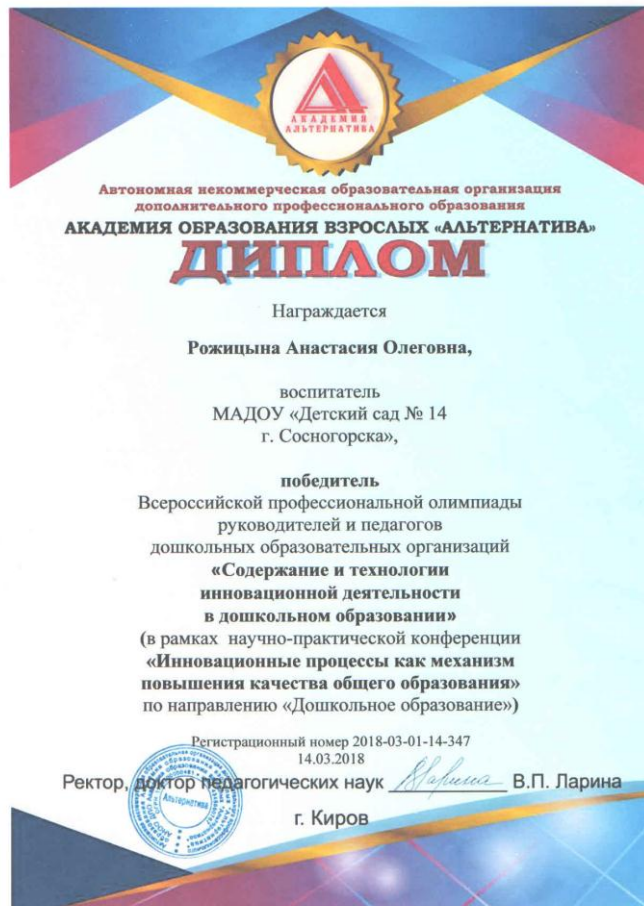 АКАДЕМИЯ
АЛЬТЕРНАТИВА
Автономная некоммерческая образовательная организация
дополнительного профессионального образования
АКАДЕМИЯ ОБРАЗОВАНИЯ ВЗРОСЛЫХ «АЛЬТЕРНАТИВА»
ДИПЛОМ
Награждается
Рожицына Анастасия Олеговна,
воспитатель
МАДОУ «Детский сад № 14
г. Сосногорска»,
победитель
Всероссийской профессиональной олимпиады
руководителей и педагогов
дошкольных образовательных организаций
«Содержание и технологии
инновационной деятельности
в дошкольном образовании»
(в рамках научно-практической конференции
«Инновационные процессы как механизм
повышения качества общего образования»
по направлению «Дошкольное образование»)
Регистрационный номер 2018-03-01-14-347
14.03.2018
Ректор, доктор педагогических наук В.П. Ларина
Альтернатива
г. Киров